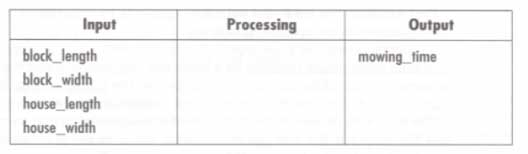 Input Processing Output
block_length mowing_time
block_width
house_length
house_width